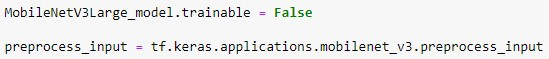 MobileNetV3Large_model.trainable = False
preprocess_input = tf.keras.applications.mobilenet_v3.preprocess_input